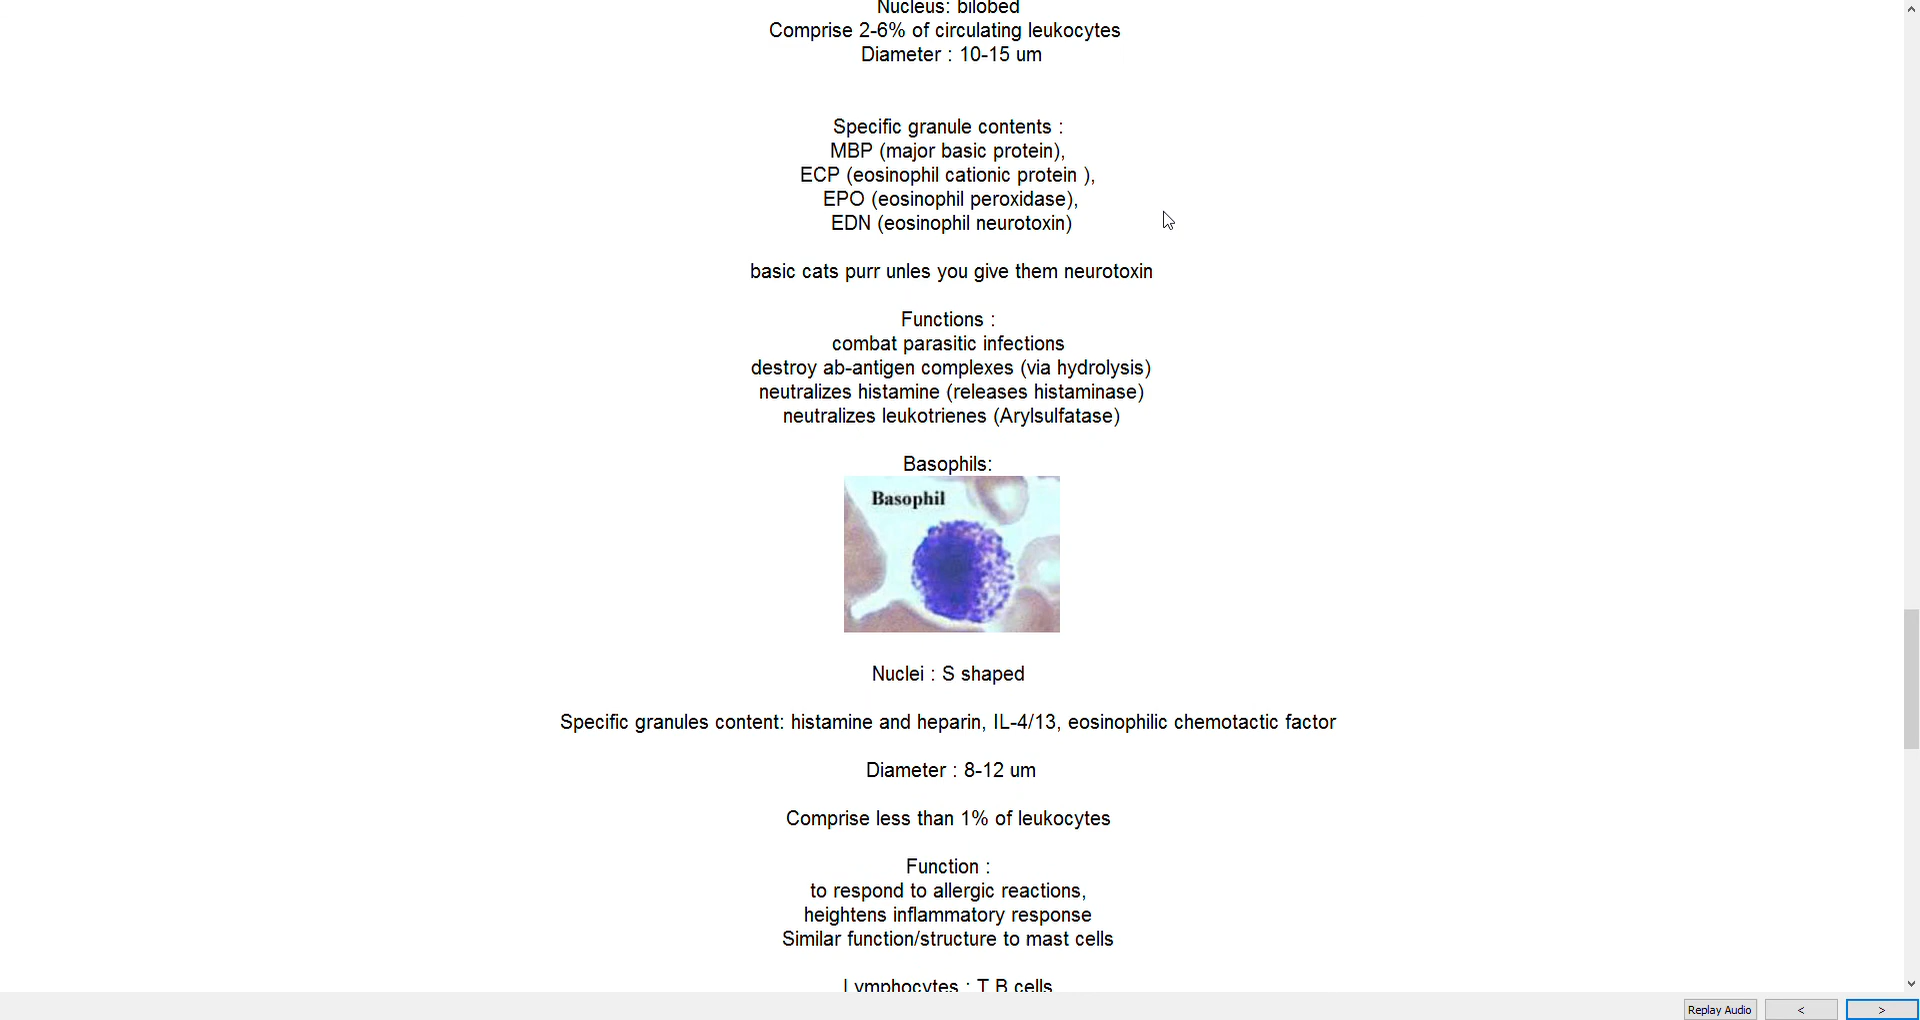 Nucleus: bilobed
Comprise 2-6% of circulating leukocytes
Diameter : 10-15 um
Specific granule contents :
MBP (major basic protein),
ECP (eosinophil cationic protein ),
EPO (eosinophil peroxidase),
EDN (eosinophil neurotoxin)
basic cats purr unles you give them neurotoxin
Functions :
combat parasitic infections
destroy ab-antigen complexes (via hydrolysis)
neutralizes histamine (releases histaminase)
neutralizes leukotrienes (Arylsulfatase)
Basophils:
Basophil
Nuclei : S shaped
Specific granules content: histamine and heparin, IL-4/13, eosinophilic chemotactic factor
Diameter : 8-12 um
Comprise less than 1% of leukocytes
Function :
to respond to allergic reactions,
heightens inflammatory response
Similar function/structure to mast cells
Lymphocytes : T B cells
Replay Audio < >